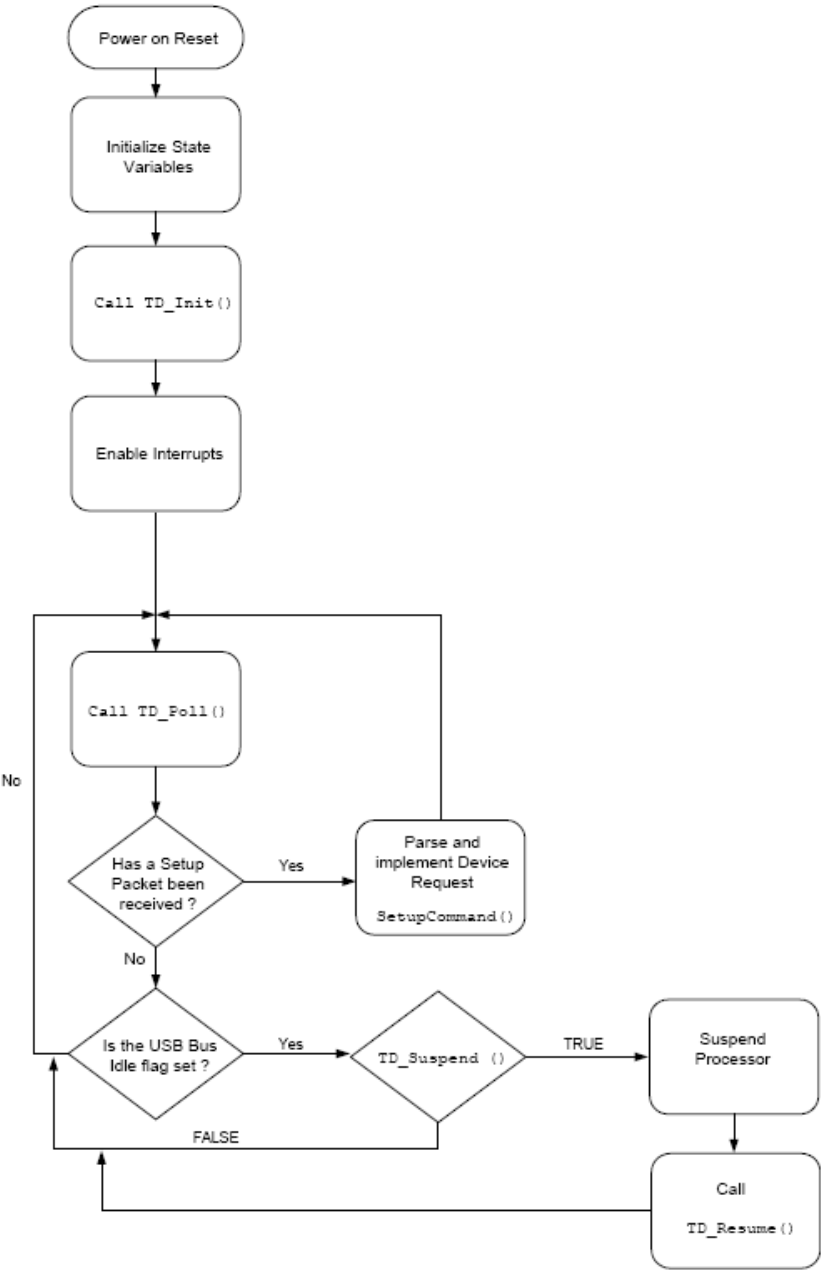 Power on Reset
Initialize State
Variables
Call TD_Init()
Enable Interrupts
Call TD_Poll()
No
Has a Setup
Packet been
received ?
Yes
Parse and
implement Device
Request
SetupCommand()
No
Is the USB Bus
Idle flag set ?
Yes
TD_Suspend ()
TRUE
Suspend
Processor
FALSE
Call
TD_Resume()